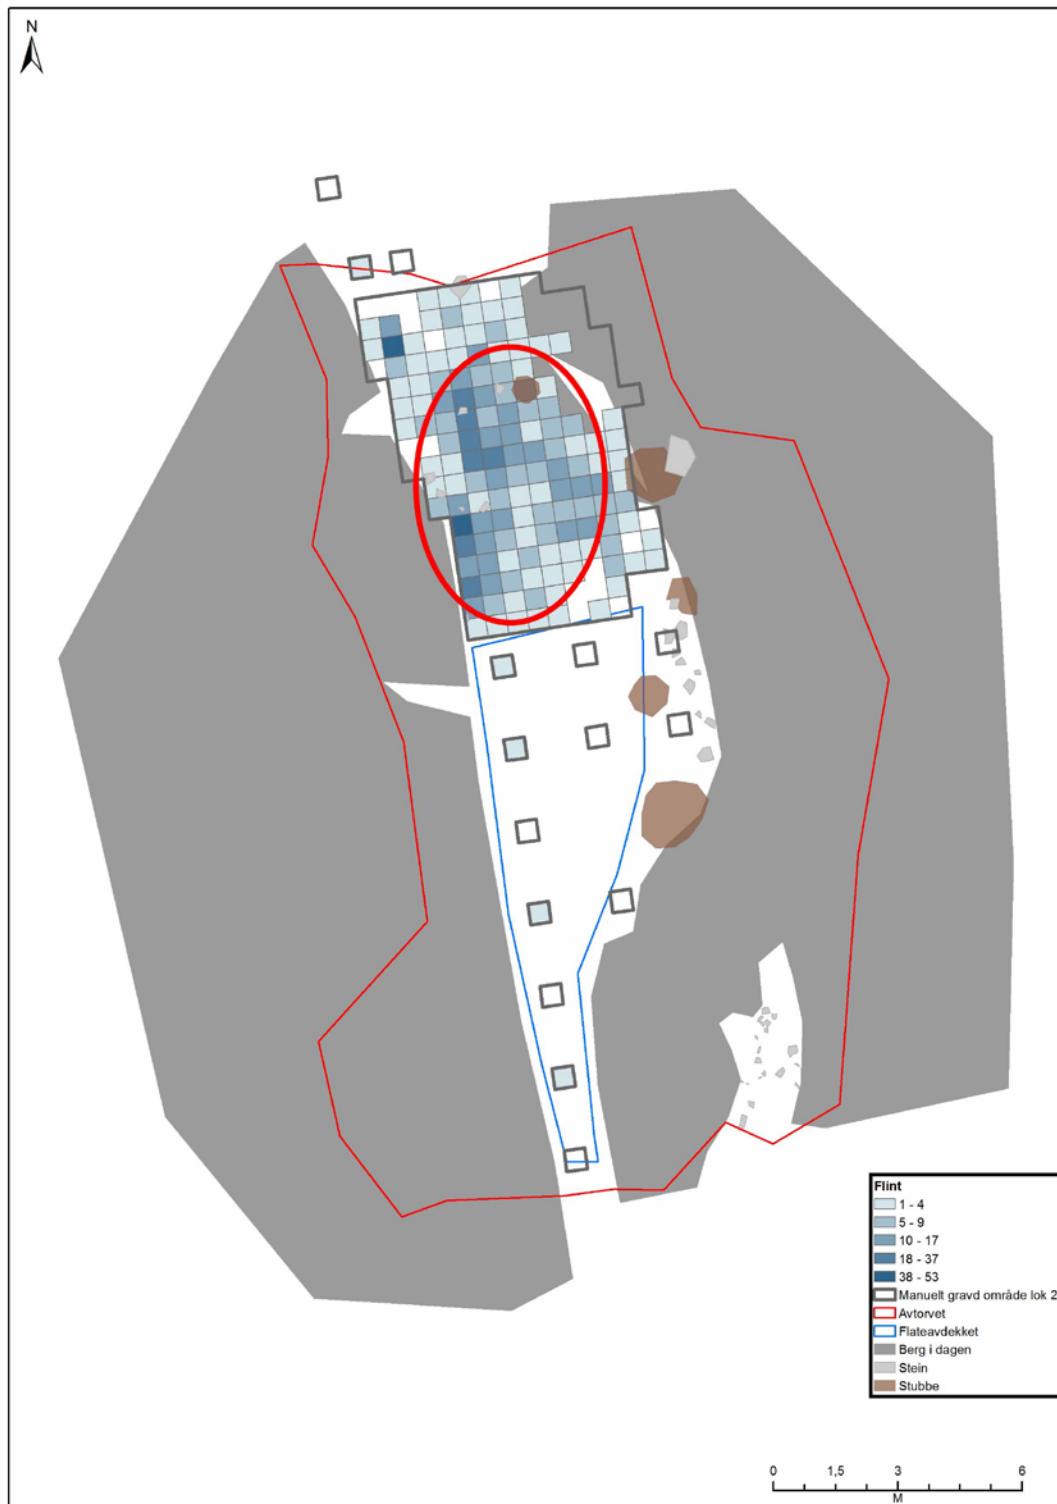 N
Flint
1 - 4
5 - 9
10 - 17
18 - 37
38 - 53
Manuelt gravd område lok 2
Avtorvet
Flateavdekket
Berg i dagen
Stein
Stubbe
0 1,5 3 6
M